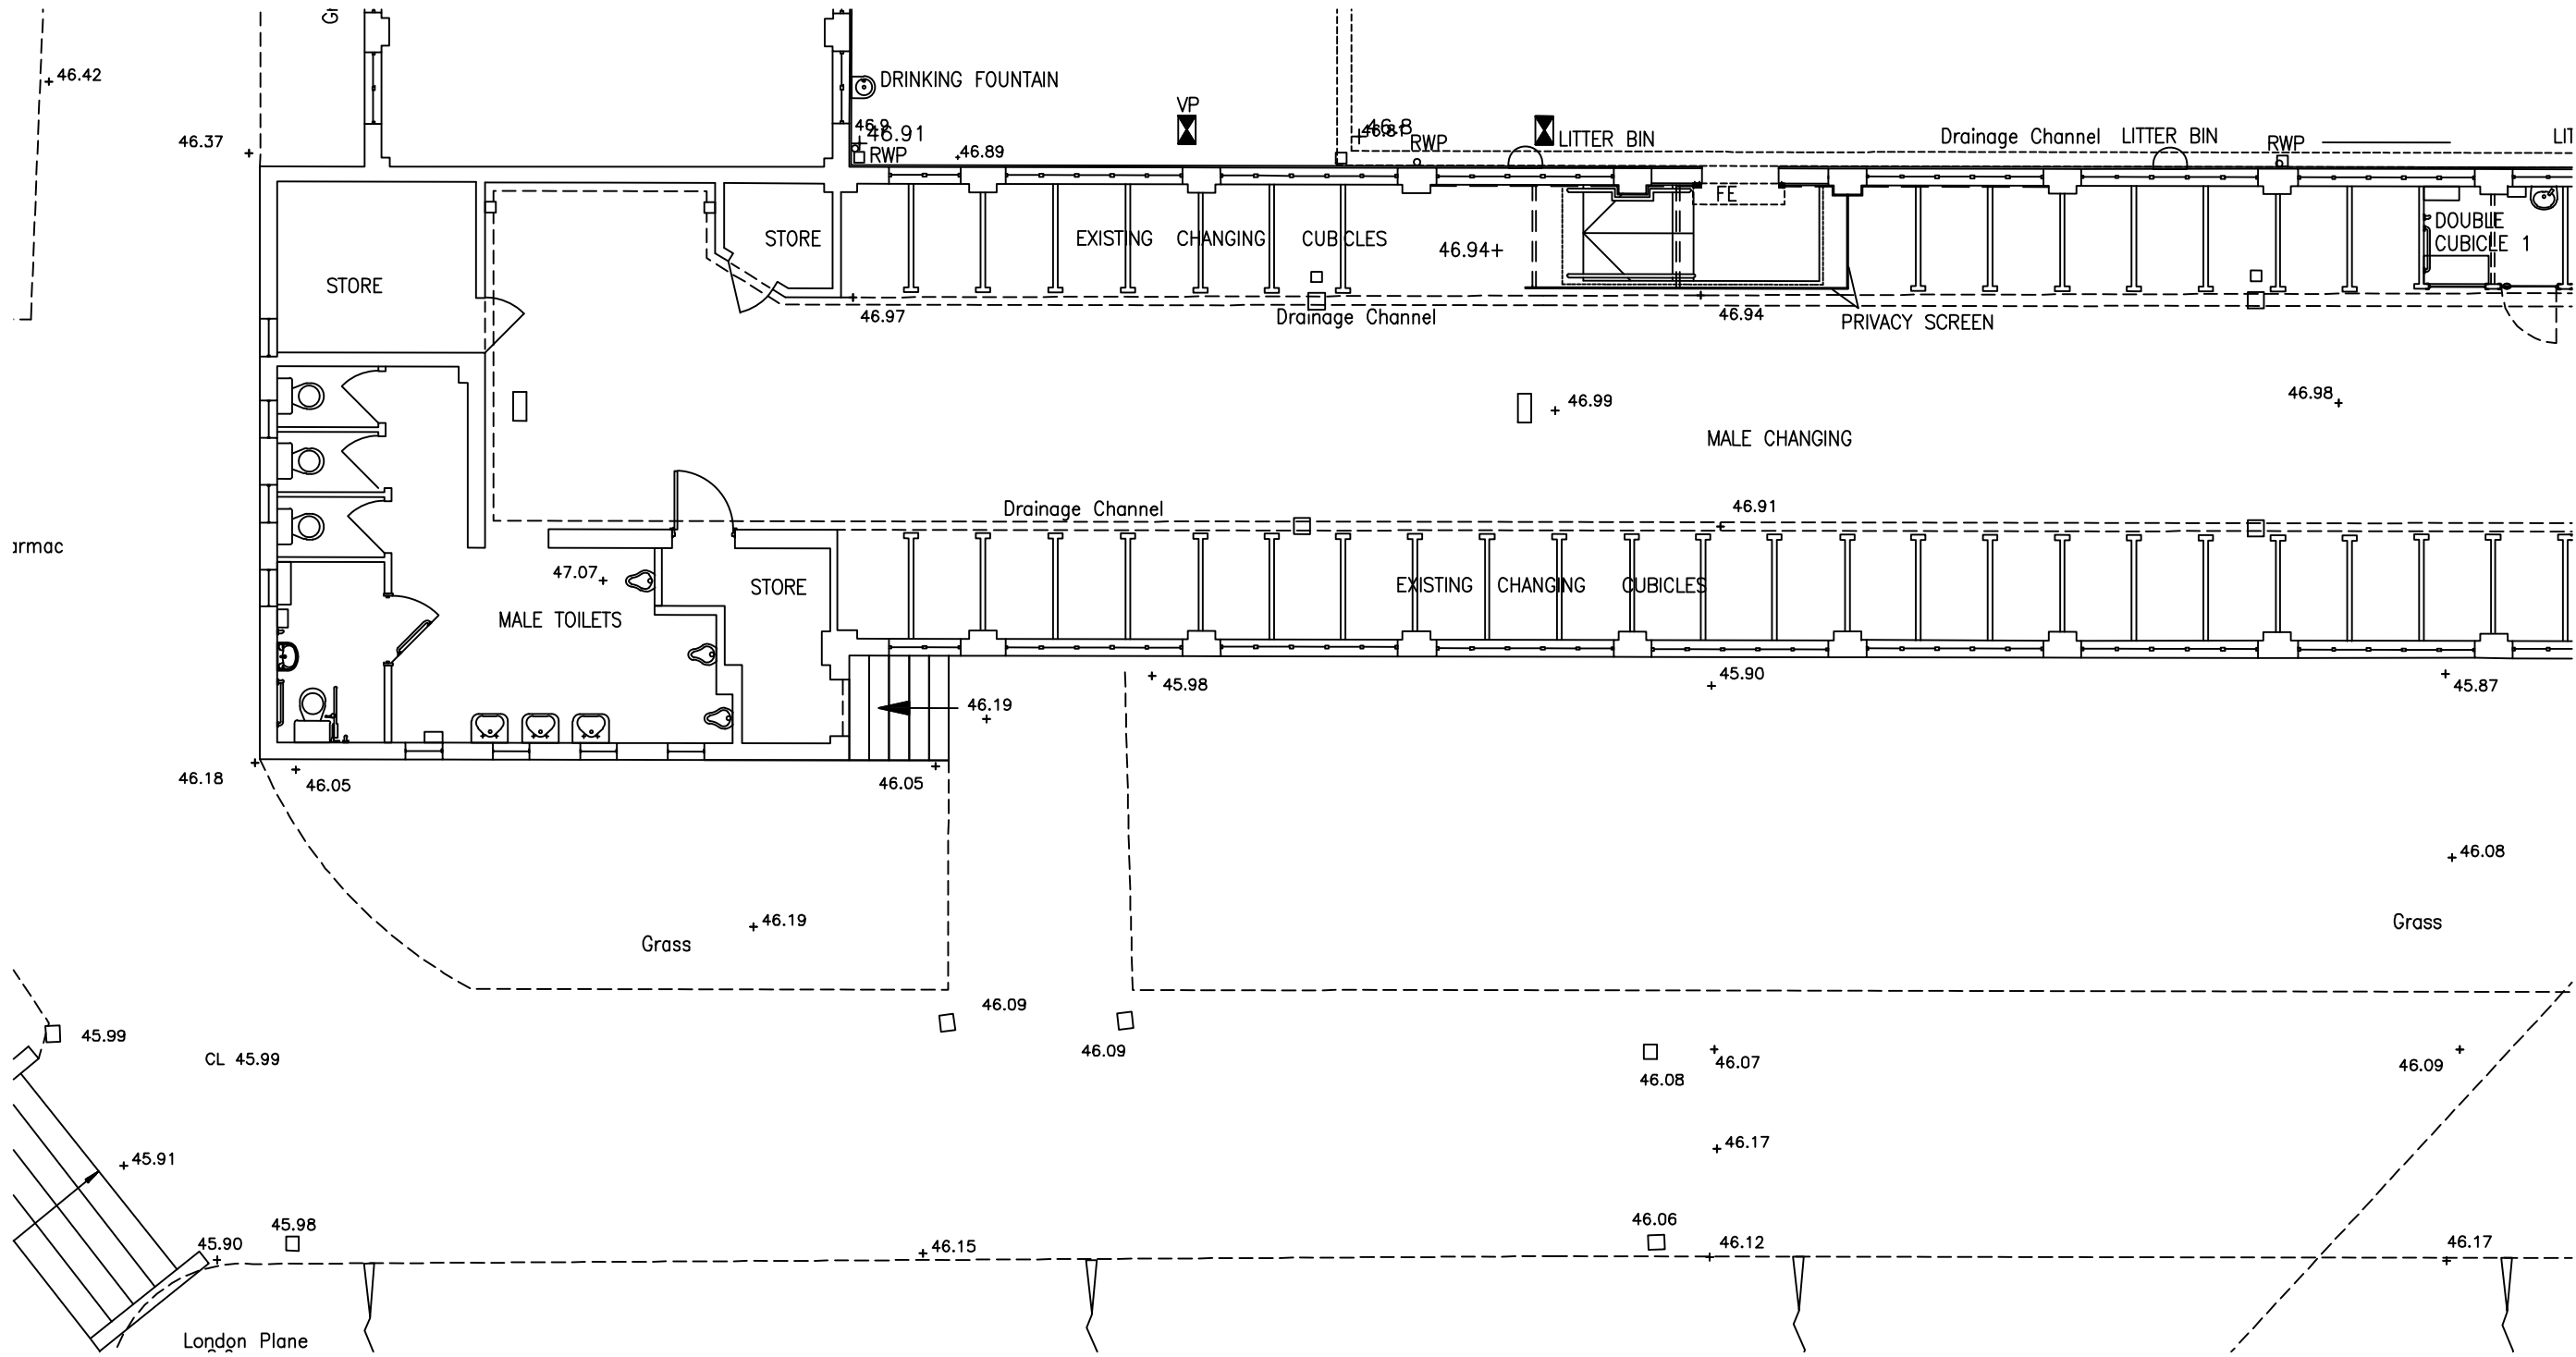 46.42
DRINKING FOUNTAIN
VP
46.37
46.9
46.91
RWP
46.89
46.8
46.81
RWP
LITTER BIN
Drainage Channel
LITTER BIN
RWP
FE
STORE
EXISTING CHANGING CUBICLES
46.94
DOUBLE
CUBICLE 1
STORE
46.97
Drainage Channel
46.94
PRIVACY SCREEN
46.99
46.98
MALE CHANGING
Drainage Channel
46.91
armac
47.07
STORE
EXISTING CHANGING CUBICLES
MALE TOILETS
45.98
45.90
45.87
46.19
46.18
46.05
46.05
46.08
46.19
Grass
Grass
46.09
45.99
46.09
CL 45.99
46.07
46.09
46.08
46.17
45.91
45.98
46.06
45.90
46.15
46.12
46.17
London Plane